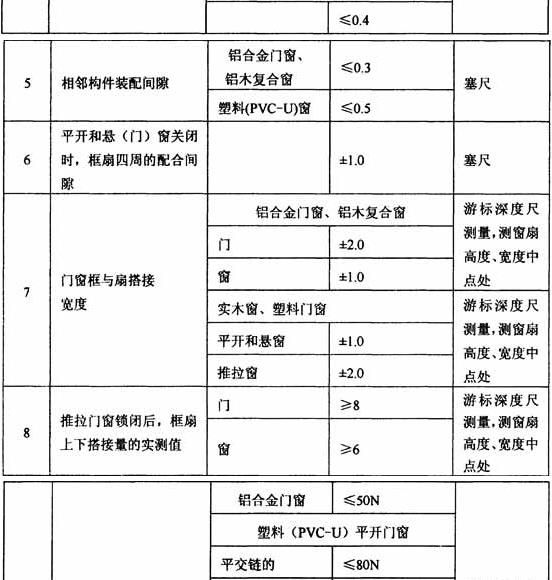 ≤0.4
5
相邻构件装配间隙
铝合金门窗、
铝木复合窗
≤0.3
塑料(PVC-U)窗
≤0.5
塞尺
6
平开和悬（门）窗关闭
时，框扇四周的配合间
隙
±1.0
塞尺
7
门窗框与扇搭接
宽度
铝合金门窗、铝木复合窗
门
±2.0
窗
±1.0
游标深度尺
测量,测窗扇
高度、宽度中
点处
实木窗、塑料门窗
平开和悬窗
±1.0
推拉窗
±2.0
游标深度尺
测量,测窗扇
高度、宽度中
点处
8
推拉门窗锁闭后，框扇
上下搭接量的实测值
门
≥8
窗
≥6
游标深度尺
测量,测窗扇
高度、宽度中
点处
铝合金门窗
≤50N
塑料（PVC-U）平开门窗
平交链的
≤80N